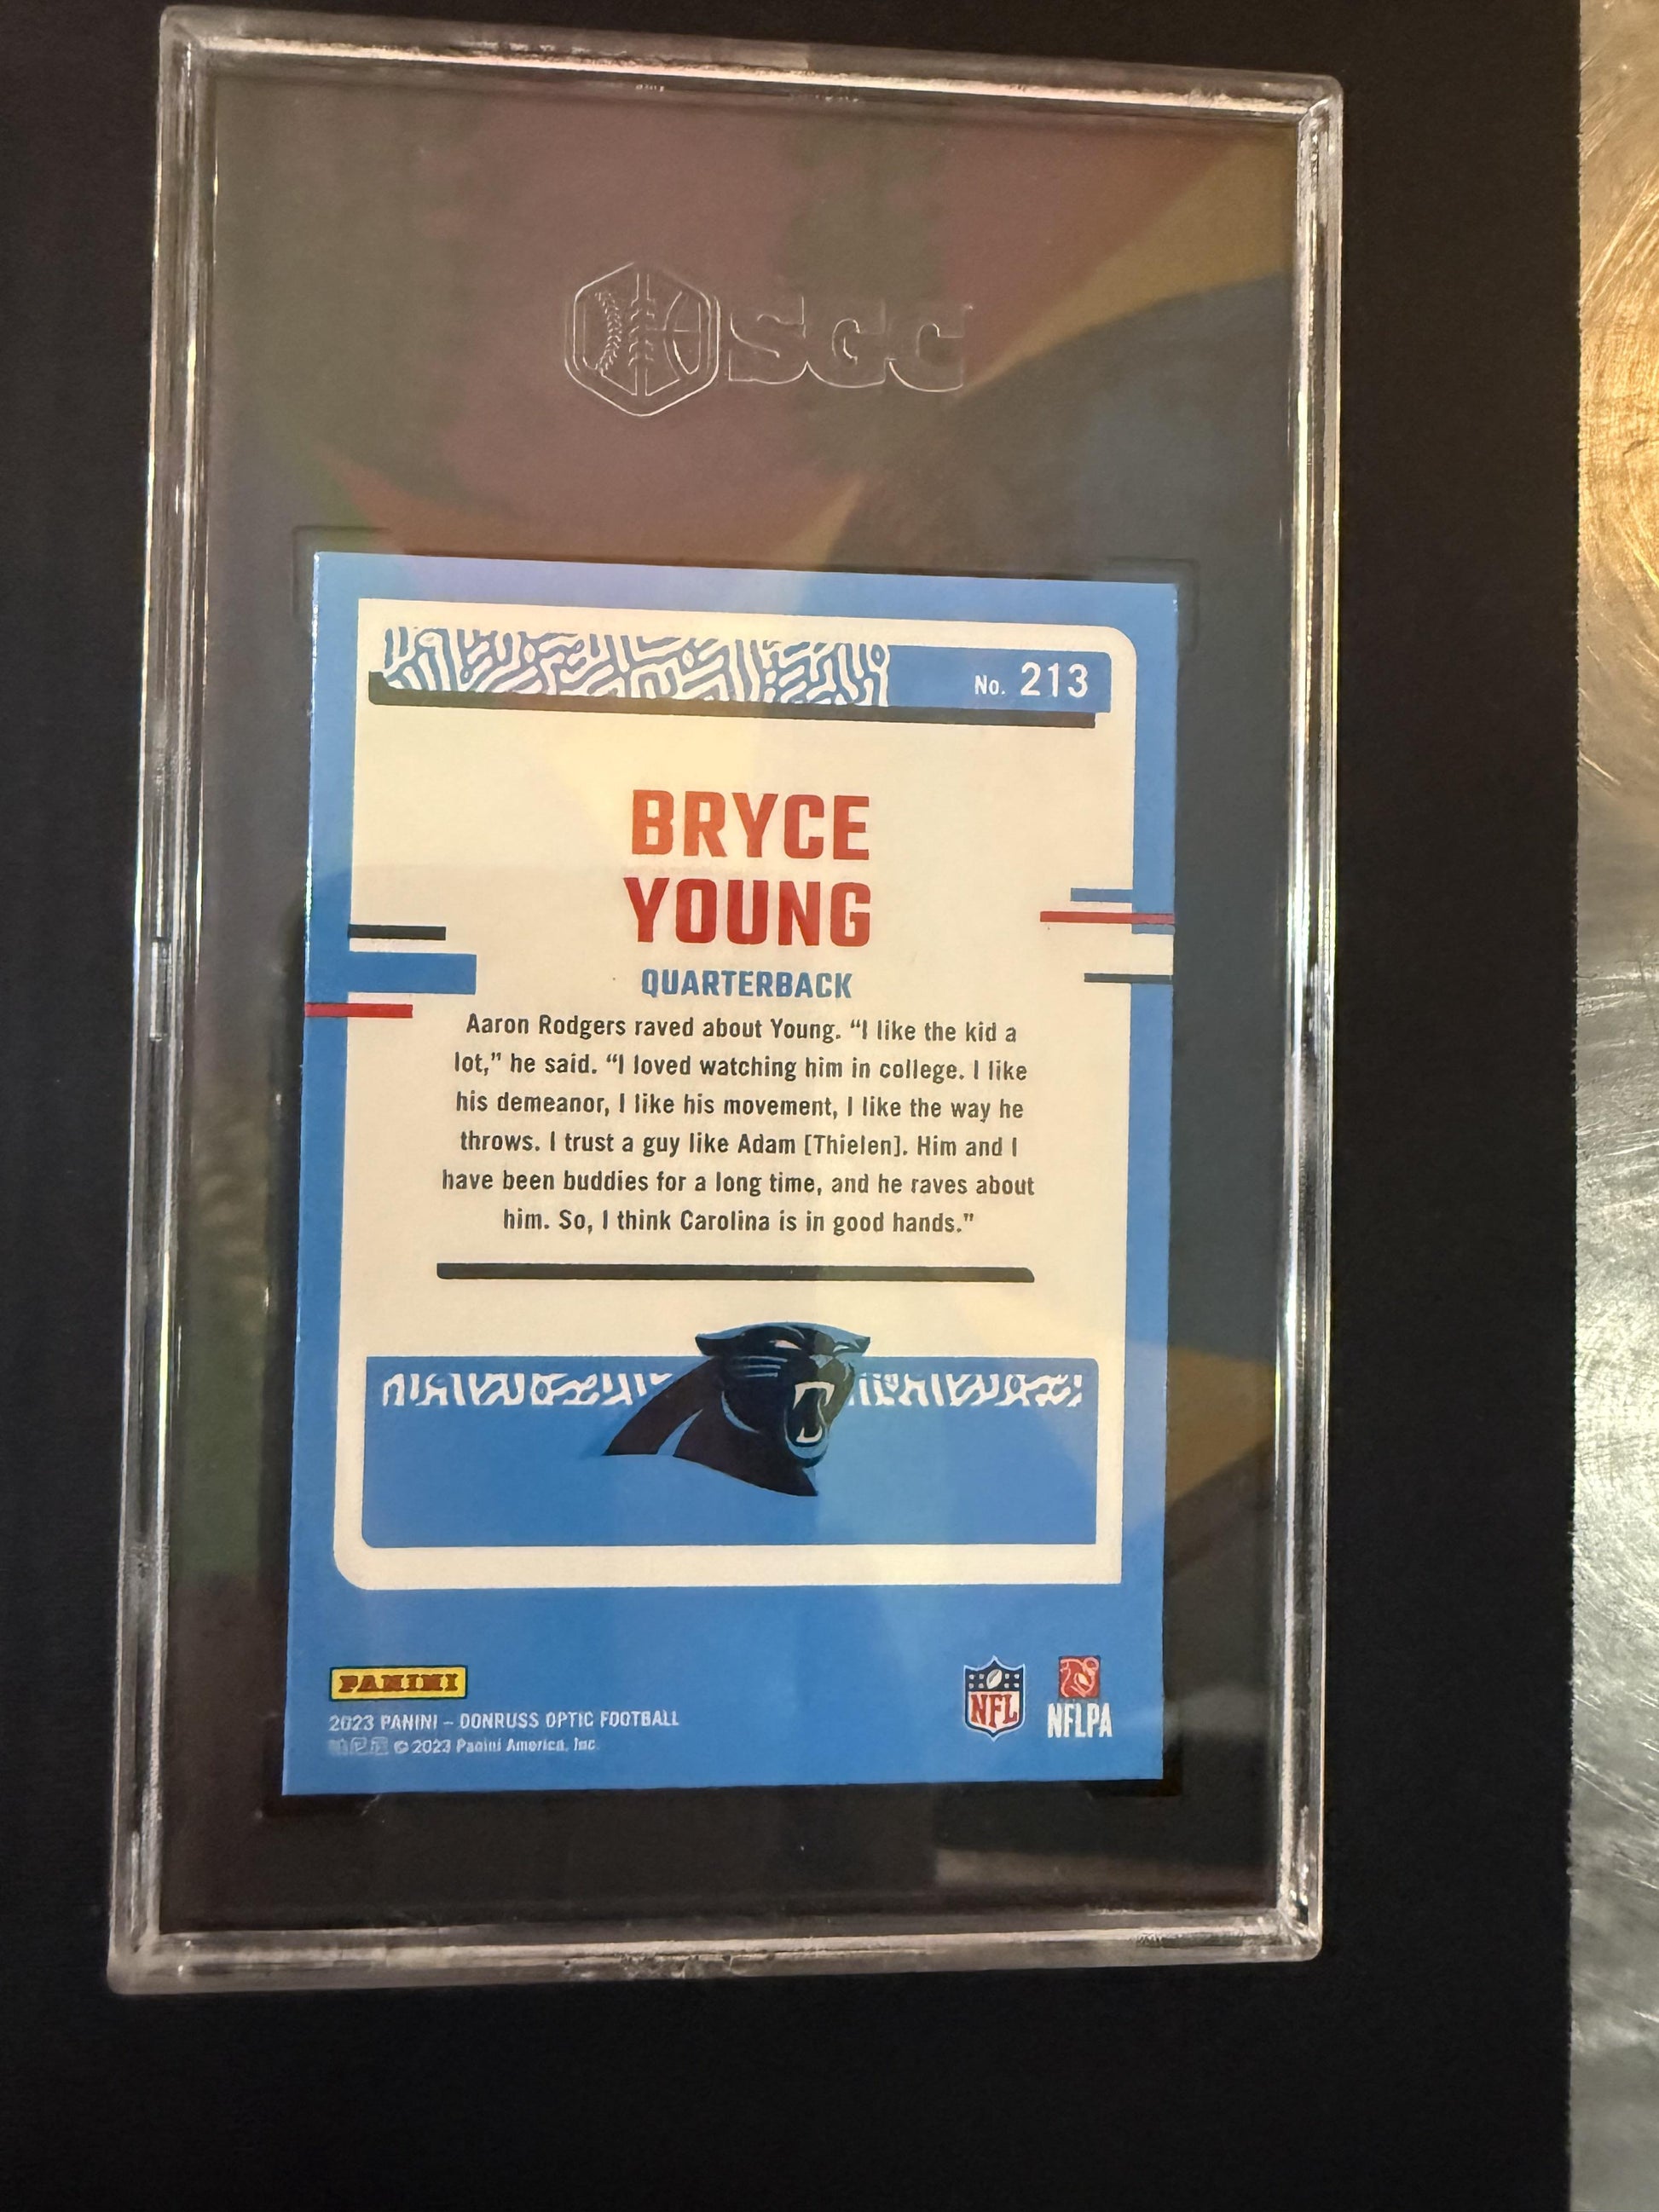 SGC
No. 213
BRYCE
YOUNG
QUARTERBACK
Aaron Rodgers raved about Young. “I like the kid a
lot,” he said. “I loved watching him in college. I like
his demeanor, I like his movement, I like the way he
throws. I trust a guy like Adam [Thielen]. Him and I
have been buddies for a long time, and he raves about
him. So, I think Carolina is in good hands."
PANINI
NFL
NFLPA
2023 PANINI – DONRUSS OPTIC FOOTBALL
© 2023 Panini America, Inc.